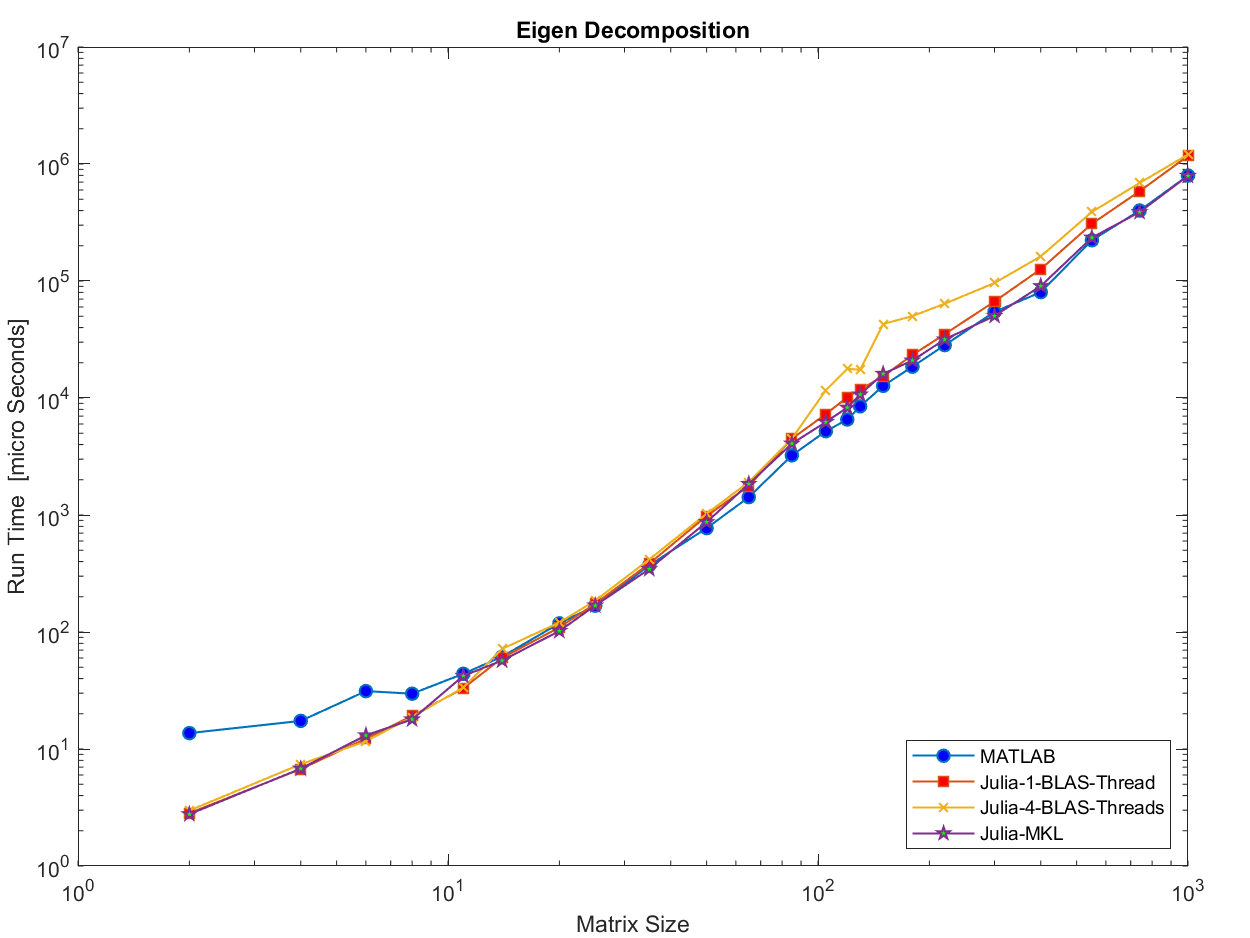 Eigen Decomposition
10^7
10^6
10^5
10^4
10^3
10^2
10^1
10^0
Run Time  [micro Seconds]
MATLAB
Julia-1-BLAS-Thread
Julia-4-BLAS-Threads
Julia-MKL
10^0 10^1 10^2 10^3
Matrix Size